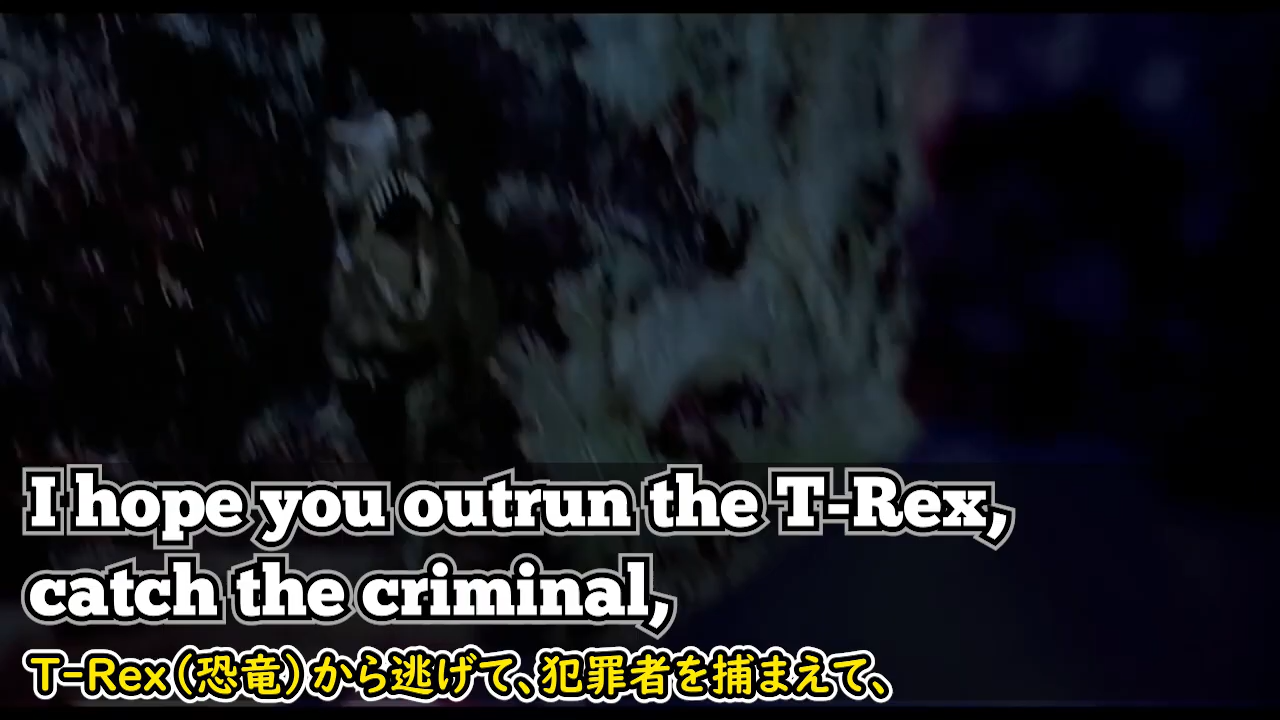 I hope you outrun the T-Rex,
catch the criminal,
T-Rex（恐竜）から逃げて、犯罪者を捕まえて、